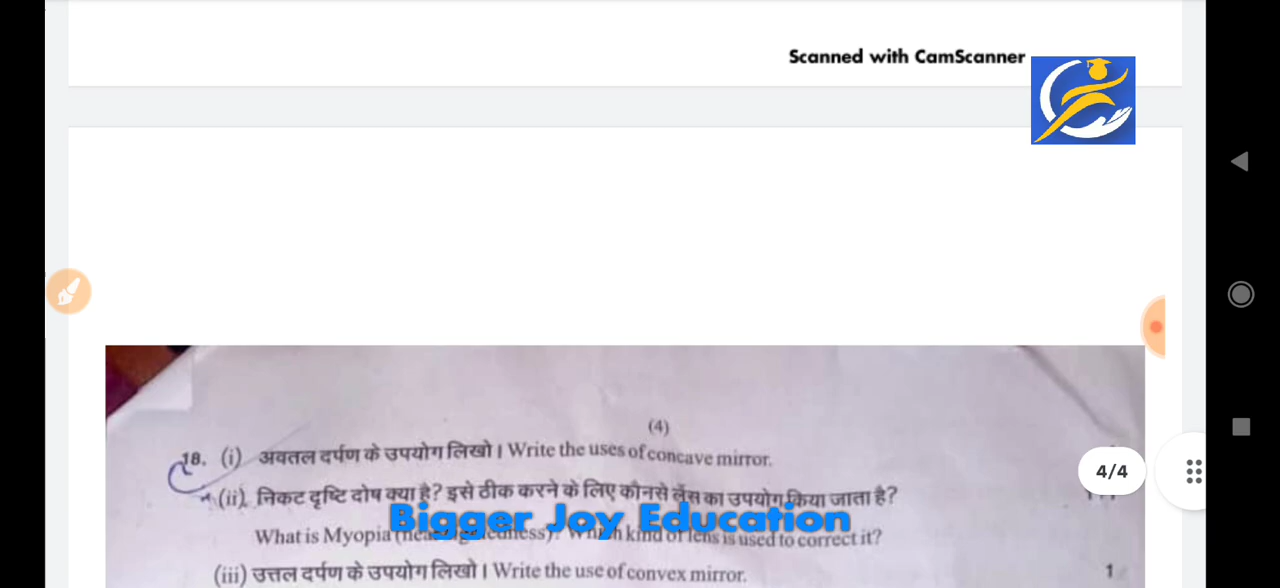 Scanned with CamScanner
(4)
18. (i) अवतल दर्पण के उपयोग लिखो। Write the uses of concave mirror.
4/4
(ii) निकट दृष्टि दोष क्या है? इसे ठीक करने के लिए कौनसे लेंस का उपयोग किया जाता है?
Bigger Joy Education
What is Myopia kind of lens is used to correct it?
(iii) उत्तल दर्पण के उपयोग लिखो। Write the use of convex mirror. 1